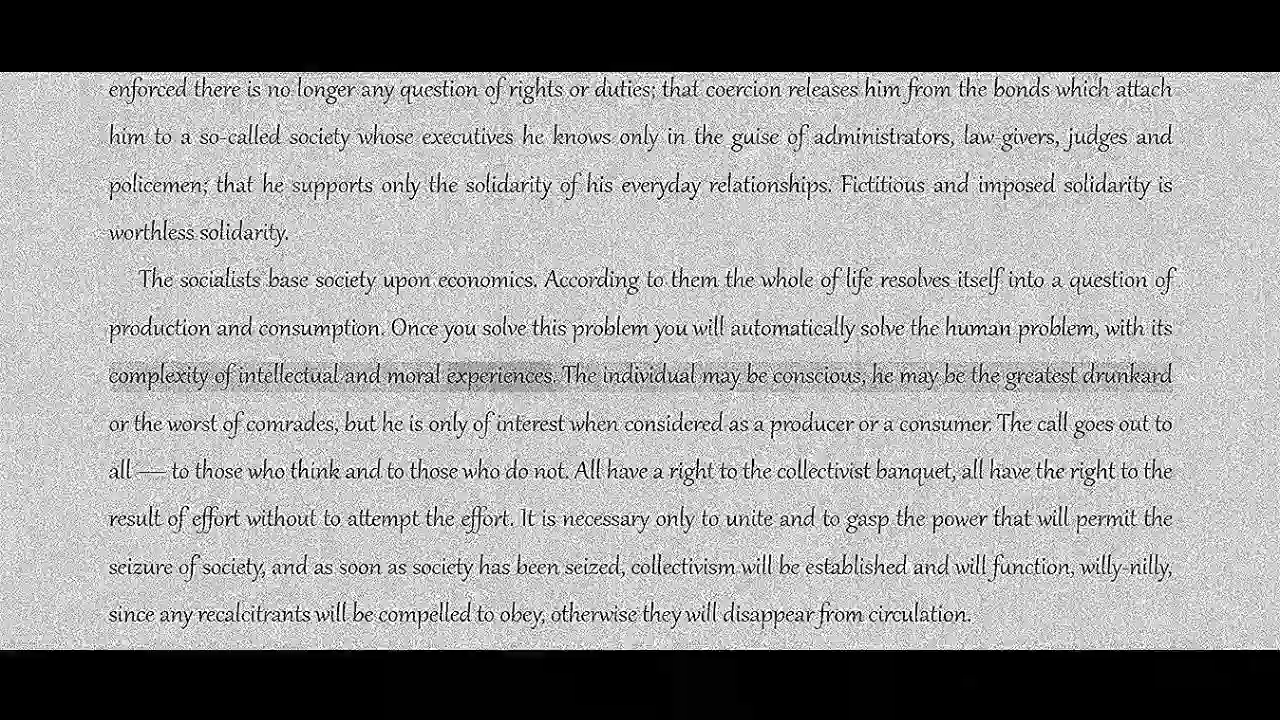 enforced there is no longer any question of rights or duties; that coercion releases him from the bonds which attach
him to a so-called society whose executives he knows only in the guise of administrators, law-givers, judges and
policemen; that he supports only the solidarity of his everyday relationships. Fictitious and imposed solidarity is
worthless solidarity.
The socialists base society upon economics. According to them the whole of life resolves itself into a question of
production and consumption. Once you solve this problem you will automatically solve the human problem, with its
complexity of intellectual and moral experiences. The individual may be conscious, he may be the greatest drunkard
or the worst of comrades, but he is only of interest when considered as a producer or a consumer. The call goes out to
all — to those who think and to those who do not. All have a right to the collectivist banquet, all have the right to the
result of effort without to attempt the effort. It is necessary only to unite and to gasp the power that will permit the
seizure of society, and as soon as society has been seized, collectivism will be established and will function, willy-nilly,
since any recalcitrants will be compelled to obey, otherwise they will disappear from circulation.